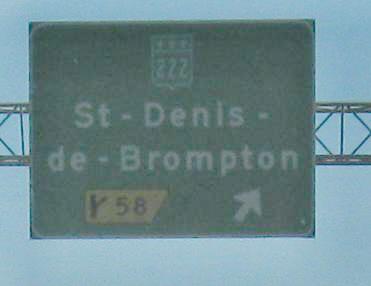 222
St-Denis-
de-Brompton
58